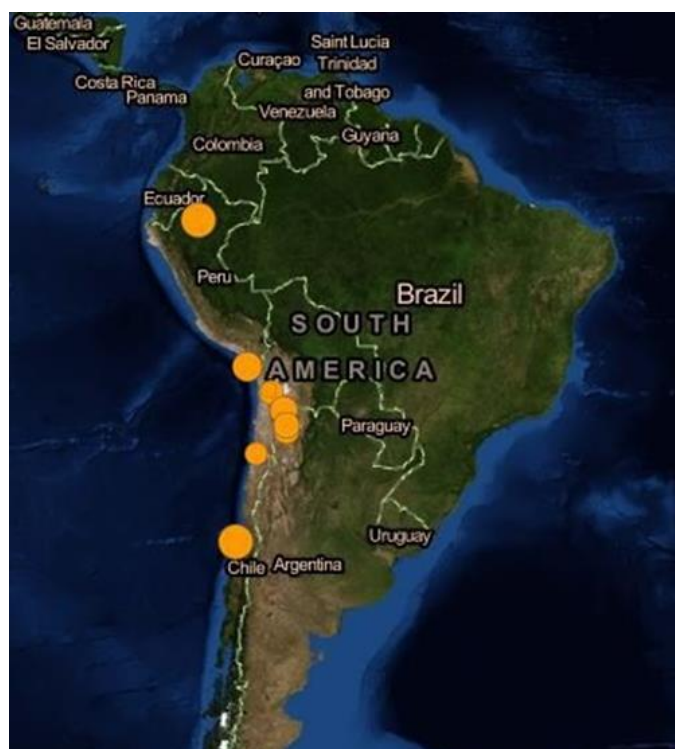 Guatemala
El Salvador
Costa Rica
Panama
Curaçao
Saint Lucia
Trinidad
and Tobago
Venezuela
Guyana
Colombia
Ecuador
Peru
Brazil
SOUTH
AMERICA
Paraguay
Uruguay
Chile
Argentina